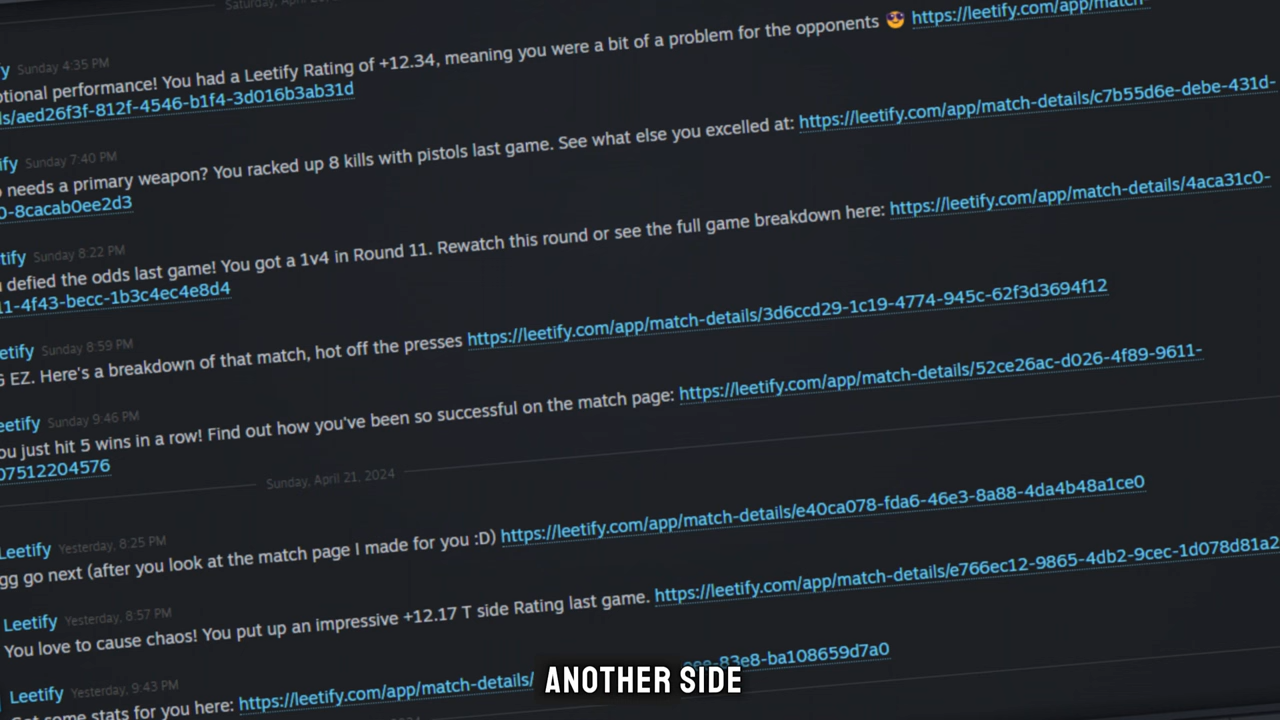 Saturday, April 20,
fy Sunday 4:35 PM
ptional performance! You had a Leetify Rating of +12.34, meaning you were a bit of a problem for the opponents 😎 https://leetify.com/app/match-
ls/aed26f3f-812f-4546-b1f4-3d016b3ab31d
ify Sunday 7:40 PM
o needs a primary weapon? You racked up 8 kills with pistols last game. See what else you excelled at: https://leetify.com/app/match-details/c7b55d6e-debe-431d-
0-8cacab0ee2d3
tify Sunday 8:22 PM
u defied the odds last game! You got a 1v4 in Round 11. Rewatch this round or see the full game breakdown here: https://leetify.com/app/match-details/4aca31c0-
11-4f43-becc-1b3c4ec4e8d4
etify Sunday 8:59 PM
G EZ. Here's a breakdown of that match, hot off the presses https://leetify.com/app/match-details/3d6ccd29-1c19-4774-945c-62f3d3694f12
eetify Sunday 9:46 PM
ou just hit 5 wins in a row! Find out how you've been so successful on the match page: https://leetify.com/app/match-details/52ce26ac-d026-4f89-9611-
07512204576
Sunday, April 21, 2024
Leetify Yesterday, 8:25 PM
gg go next (after you look at the match page I made for you :D) https://leetify.com/app/match-details/e40ca078-fda6-46e3-8a88-4da4b48a1ce0
Leetify Yesterday, 8:57 PM
You love to cause chaos! You put up an impressive +12.17 T side Rating last game. https://leetify.com/app/match-details/e766ec12-9865-4db2-9cec-1d078d81a2
Leetify Yesterday, 9:43 PM
Got some stats for you here: https://leetify.com/app/match-details/ eee-83e8-ba108659d7a0
ANOTHER SIDE